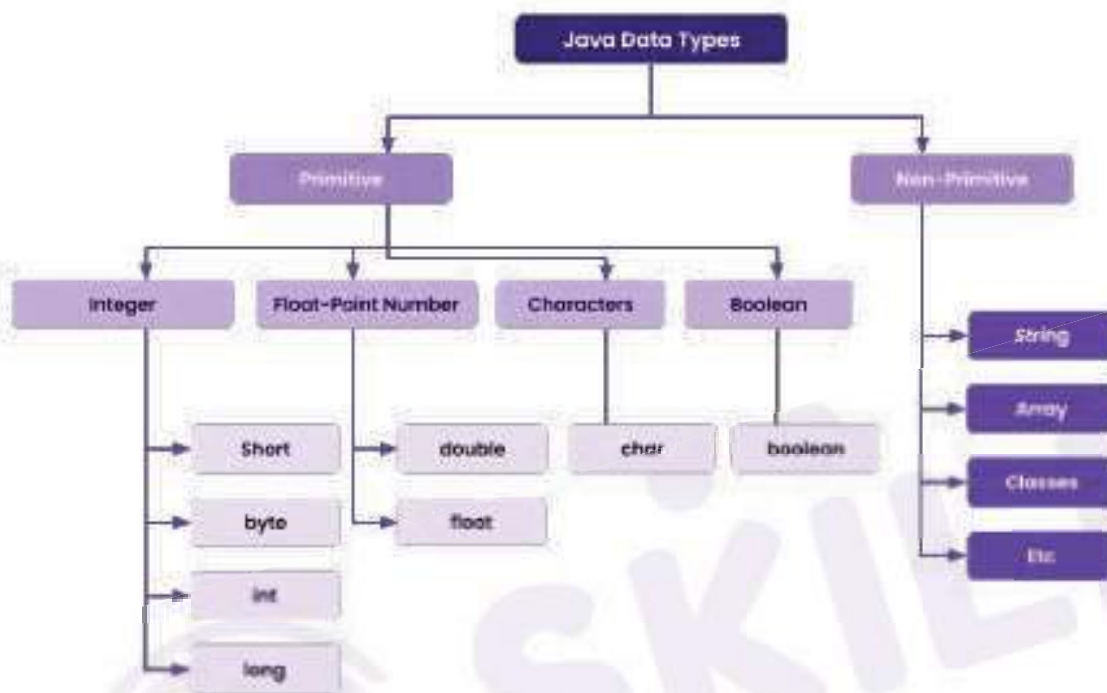 Java Data Types
Primitive
Non-Primitive
Integer
Float-Point Number
Characters
Boolean
String
Array
Classes
Etc
Short
double
char
boolean
byte
float
int
long
SKIL